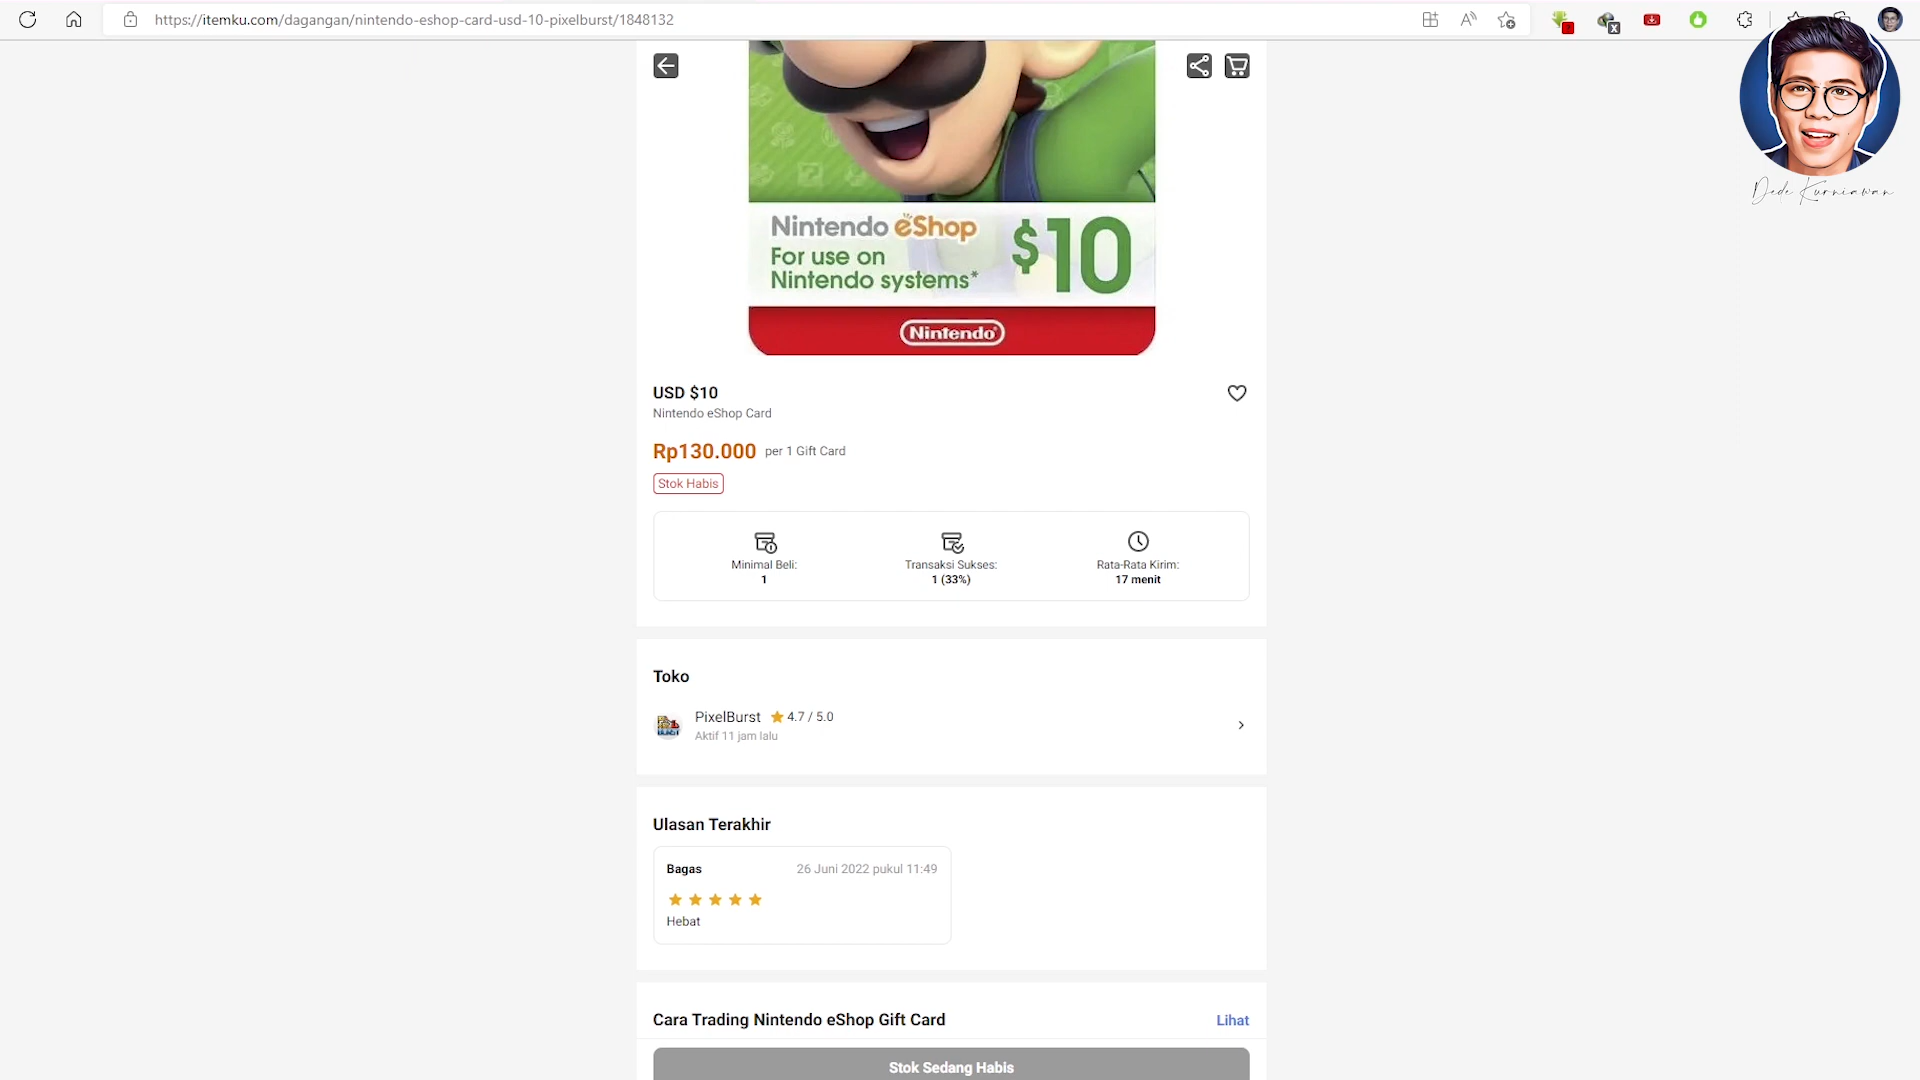 https://itemku.com/dagangan/nintendo-eshop-card-usd-10-pixelburst/1848132
Dede Kurniawan
Nintendo eShop
For use on
Nintendo systems*
$10
Nintendo
USD $10
Nintendo eShop Card
Rp130.000 per 1 Gift Card
Stok Habis
Minimal Beli:
1
Transaksi Sukses:
1 (33%)
Rata-Rata Kirim:
17 menit
Toko
PixelBurst 4.7 / 5.0
Aktif 11 jam lalu
Ulasan Terakhir
Bagas 26 Juni 2022 pukul 11:49
Hebat
Cara Trading Nintendo eShop Gift Card Lihat
Stok Sedang Habis